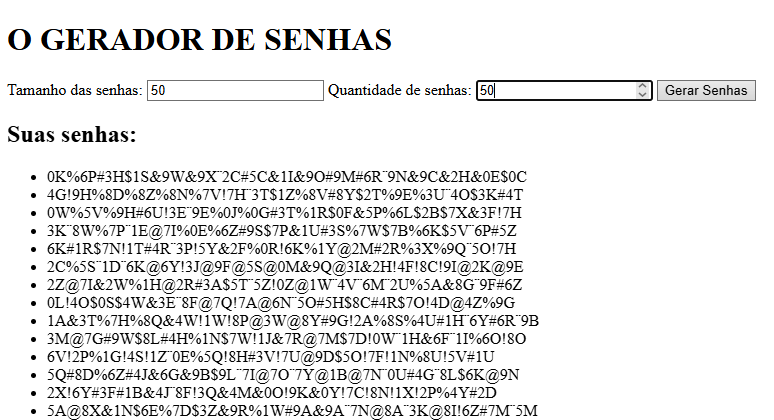 O GERADOR DE SENHAS
Tamanho das senhas: 50 Quantidade de senhas: 50 Gerar Senhas
Suas senhas:
0K%6P#3H$1S&9W&9X¨2C#5C&1I&9O#9M#6R¨9N&9C&2H&0E$0C
4G!9H%8D%8Z%8N%7V!7H¨3T$1Z%8V#8Y$2T%9E%3U¨4O$3K#4T
0W%5V%9H#6U!3E¨9E%0J%0G#3T%1R$0F&5P%6L$2B$7X&3F!7H
3K¨8W%7P¨1E@7I%0E%6Z#9S$7P&1U#3S%7W$7B%6K$5V¨6P#5Z
6K#1R$7N!1T#4R¨3P!5Y&2F%0R!6K%1Y@2M#2R%3X%9Q¨5O!7H
2C%5S¨1D¨6K@6Y!3J@9F@5S@0M&9Q@3I&2H!4F!8C!9I@2K@9E
2Z@7I&2W%1H@2R#3A$5T¨5Z!0Z@1W¨4V¨6M¨2U%5A&8G¨9F#6Z
0L!4O$0S$4W&3E¨8F@7Q!7A@6N¨5O#5H$8C#4R$7O!4D@4Z%9G
1A&3T%7H%8Q&4W!1W!8P@3W@8Y#9G!2A%8S%4U#1H¨6Y#6R¨9B
3M@7G#9W$8L#4H%1N$7W!1J&7R@7M$7D!0W¨1H&6F¨1I%6O!8O
6V!2P%1G!4S!1Z¨0E%5Q!8H#3V!7U@9D$5O!7F!1N%8U!5V#1U
5Q#8D%6Z#4J&6G&9B$9L¨7I@7O¨7Y@1B@7N¨0U#4G¨8L$6K@9N
2X!6Y#3F#1B&4J¨8F!3Q&4M&0O!9K&0Y!7C!8N!1X!2P%4Y#2D
5A@8X&1N$6E%7D$3Z&9R%1W#9A&9A¨7N@8A¨3K@8I!6Z#7M¨5M